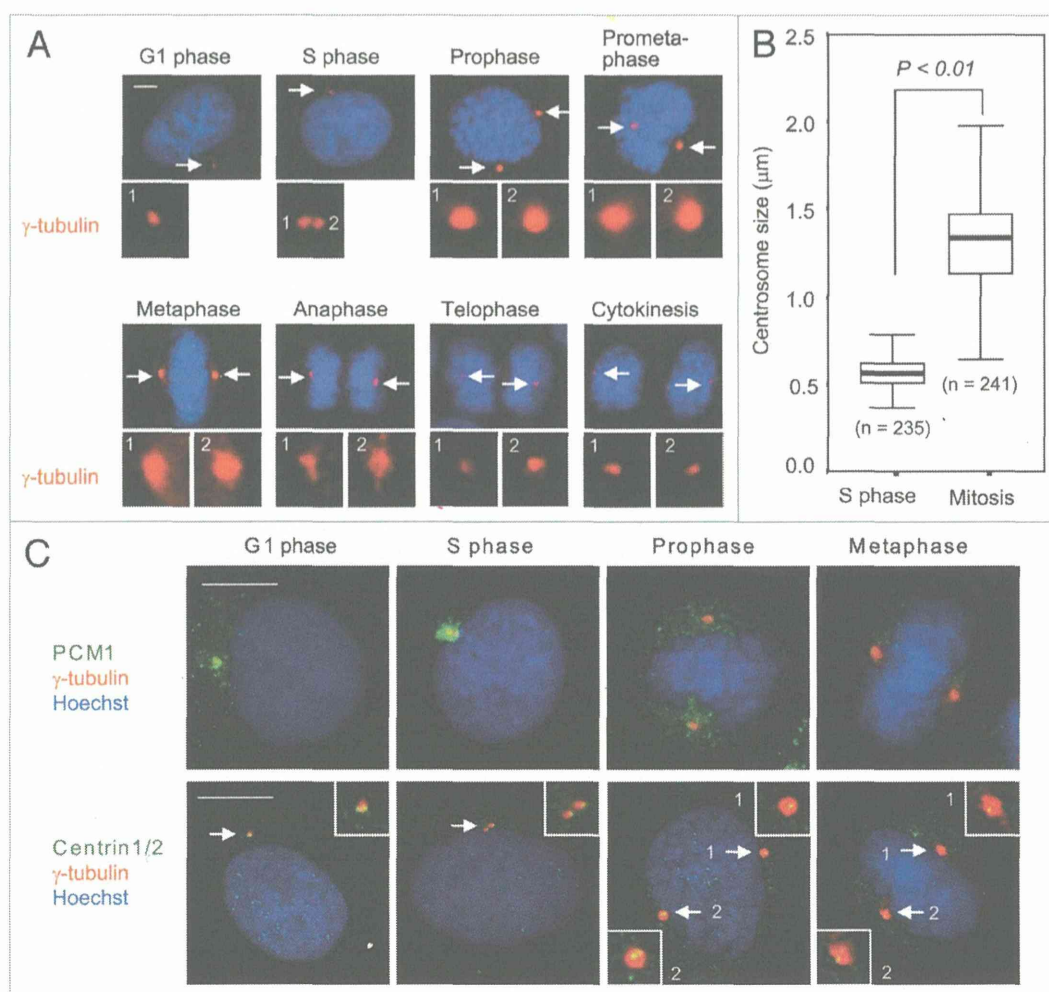 A
G1 phase
S phase
Prophase
Prometa-
phase
1
1 2
1
2
1
2
γ-tubulin
Metaphase
Anaphase
Telophase
Cytokinesis
1
2
1
2
1
2
1
2
γ-tubulin
B
P < 0.01
Centrosome size (μm)
2.5
2.0
1.5
1.0
0.5
0.0
(n = 235)
(n = 241)
S phase
Mitosis
C
G1 phase
S phase
Prophase
Metaphase
PCM1
γ-tubulin
Hoechst
Centrin1/2
γ-tubulin
Hoechst
1
1
2
2
1
1
2
2